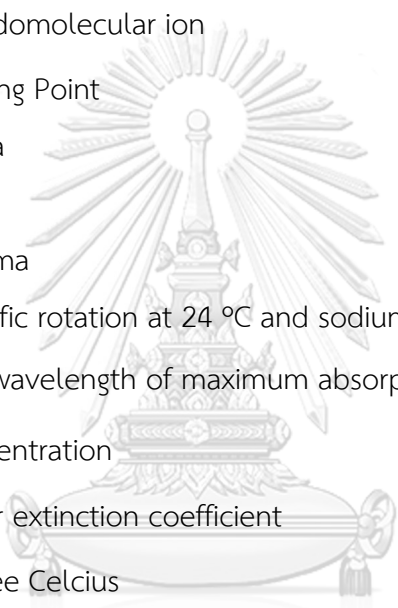 domolecular ion
ng Point
a
ma
fic rotation at 24 ºC and sodiur
wavelength of maximum absorp
entration
r extinction coefficient
ee Celcius